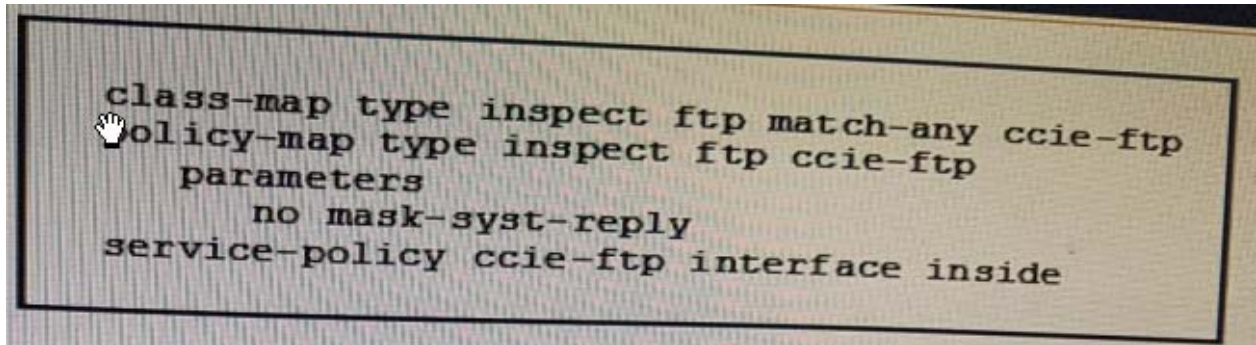 class-map type inspect ftp match-any ccie-ftp
policy-map type inspect ftp ccie-ftp
parameters
no mask-syst-reply
service-policy ccie-ftp interface inside